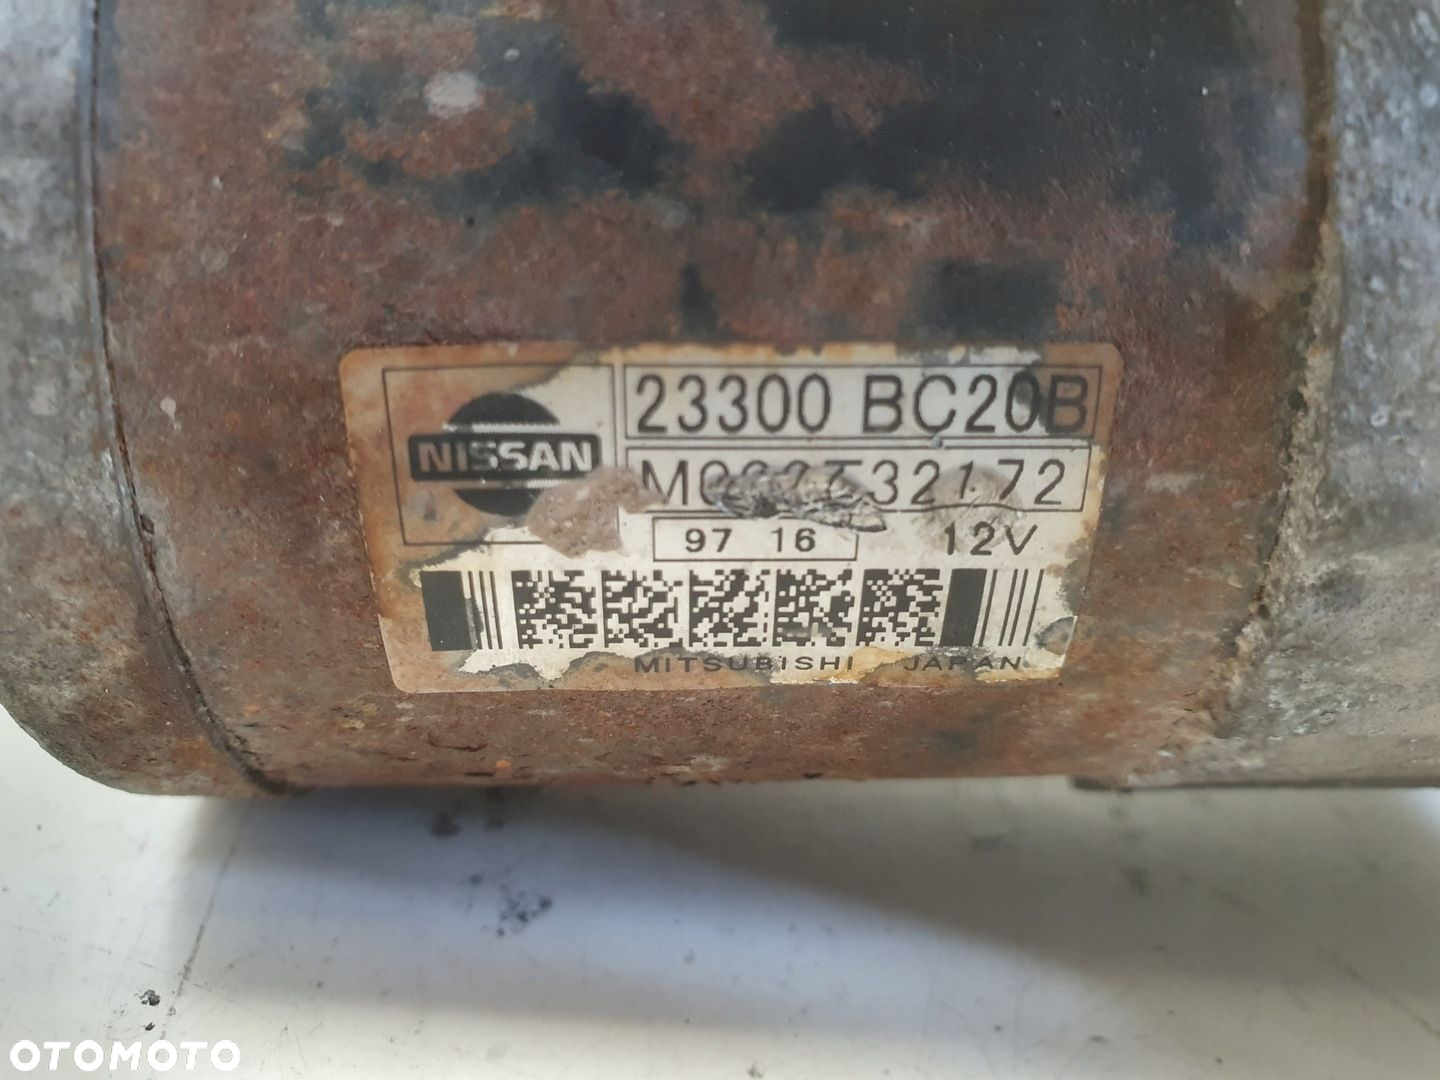 NISSAN
23300 BC20B
32172
97 16
12V
MITSUBISHI JAPAN
OTOMOTO